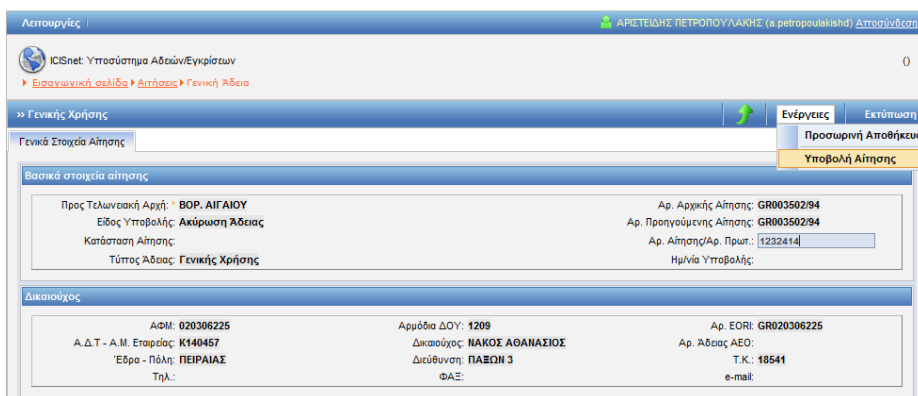 Λειτουργίες ΑΡΙΣΤΕΙΔΗΣ ΠΕΤΡΟΠΟΥΛΑΚΗΣ (a.petropoulakishd) Αποσύνδεση
ICISnet: Υποσύστημα Αδειών/Εγκρίσεων ()
Εισαγωγική σελίδα Αιτήσεις Γενική Άδεια
» Γενικής Χρήσης Ενέργειες Εκτύπωση
Γενικά Στοιχεία Αίτησης Προσωρινή Αποθήκευ
Υποβολή Αίτησης
Βασικά στοιχεία αίτησης
Προς Τελωνειακή Αρχή: * ΒΟΡ. ΑΙΓΑΙΟΥ Αρ. Αρχικής Αίτησης: GR003502/94
Είδος Υποβολής: Ακύρωση Άδειας Αρ. Προηγούμενης Αίτησης: GR003502/94
Κατάσταση Αίτησης: Αρ. Αίτησης/Αρ. Πρωτ.: 1232414
Τύπος Άδειας: Γενικής Χρήσης Ημ/νία Υποβολής:
Δικαιούχος
ΑΦΜ: 020306225 Αρμόδια ΔΟΥ: 1209 Αρ. EORI: GR020306225
Α.Δ.Τ - Α.Μ. Εταιρείας: Κ140457 Δικαιούχος: ΝΑΚΟΣ ΑΘΑΝΑΣΙΟΣ Αρ. Άδειας ΑΕΟ:
Έδρα - Πόλη: ΠΕΙΡΑΙΑΣ Διεύθυνση: ΠΑΞΩΝ 3 Τ.Κ.: 18541
Τηλ.: ΦΑΞ: e-mail: